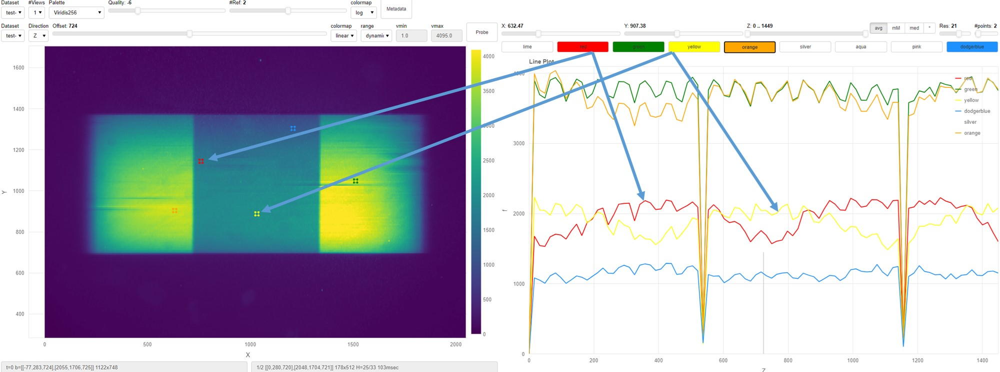 Dataset #Views Palette Quality: -6 #Ref: 2 colormap
test- 1 Viridis256 log Metadata
Dataset Direction Offset: 724 colormap range vmin vmax
test- Z linear dynamic 1.0 4095.0 Probe
X: 632.47 Y: 907.38 Z: 0 .. 1449 avg mM med * Res: 21 #points: 2
lime red green yellow orange silver aqua pink dodgerblue
1600
1400
1200
1000
800
600
400
Y
0 500 1000 1500 2000
X
4000
3500
3000
2500
2000
1500
1000
500
0
Line Plot
4000
3000
2000
1000
0
f
red
green
yellow
dodgerblue
silver
orange
0 200 400 600 800 1000 1200 1400
Z
t=0 b=[[-77,283,724],[2055,1706,725]] 1122x748
1/2 [[0,280,720],[2048,1704,721]] 178x512 H=25/33 103msec